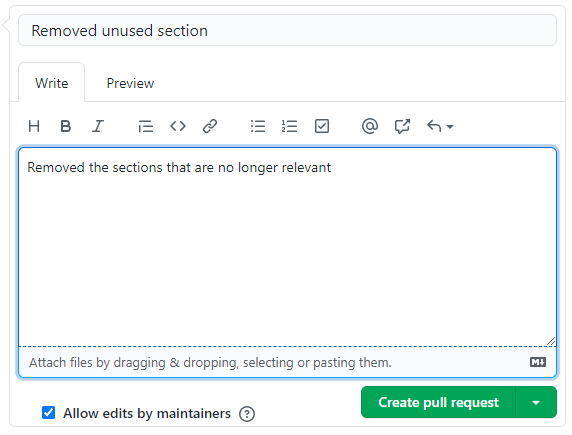 Removed unused section
Write Preview
H B I
Removed the sections that are no longer relevant
Attach files by dragging & dropping, selecting or pasting them.
Allow edits by maintainers
Create pull request